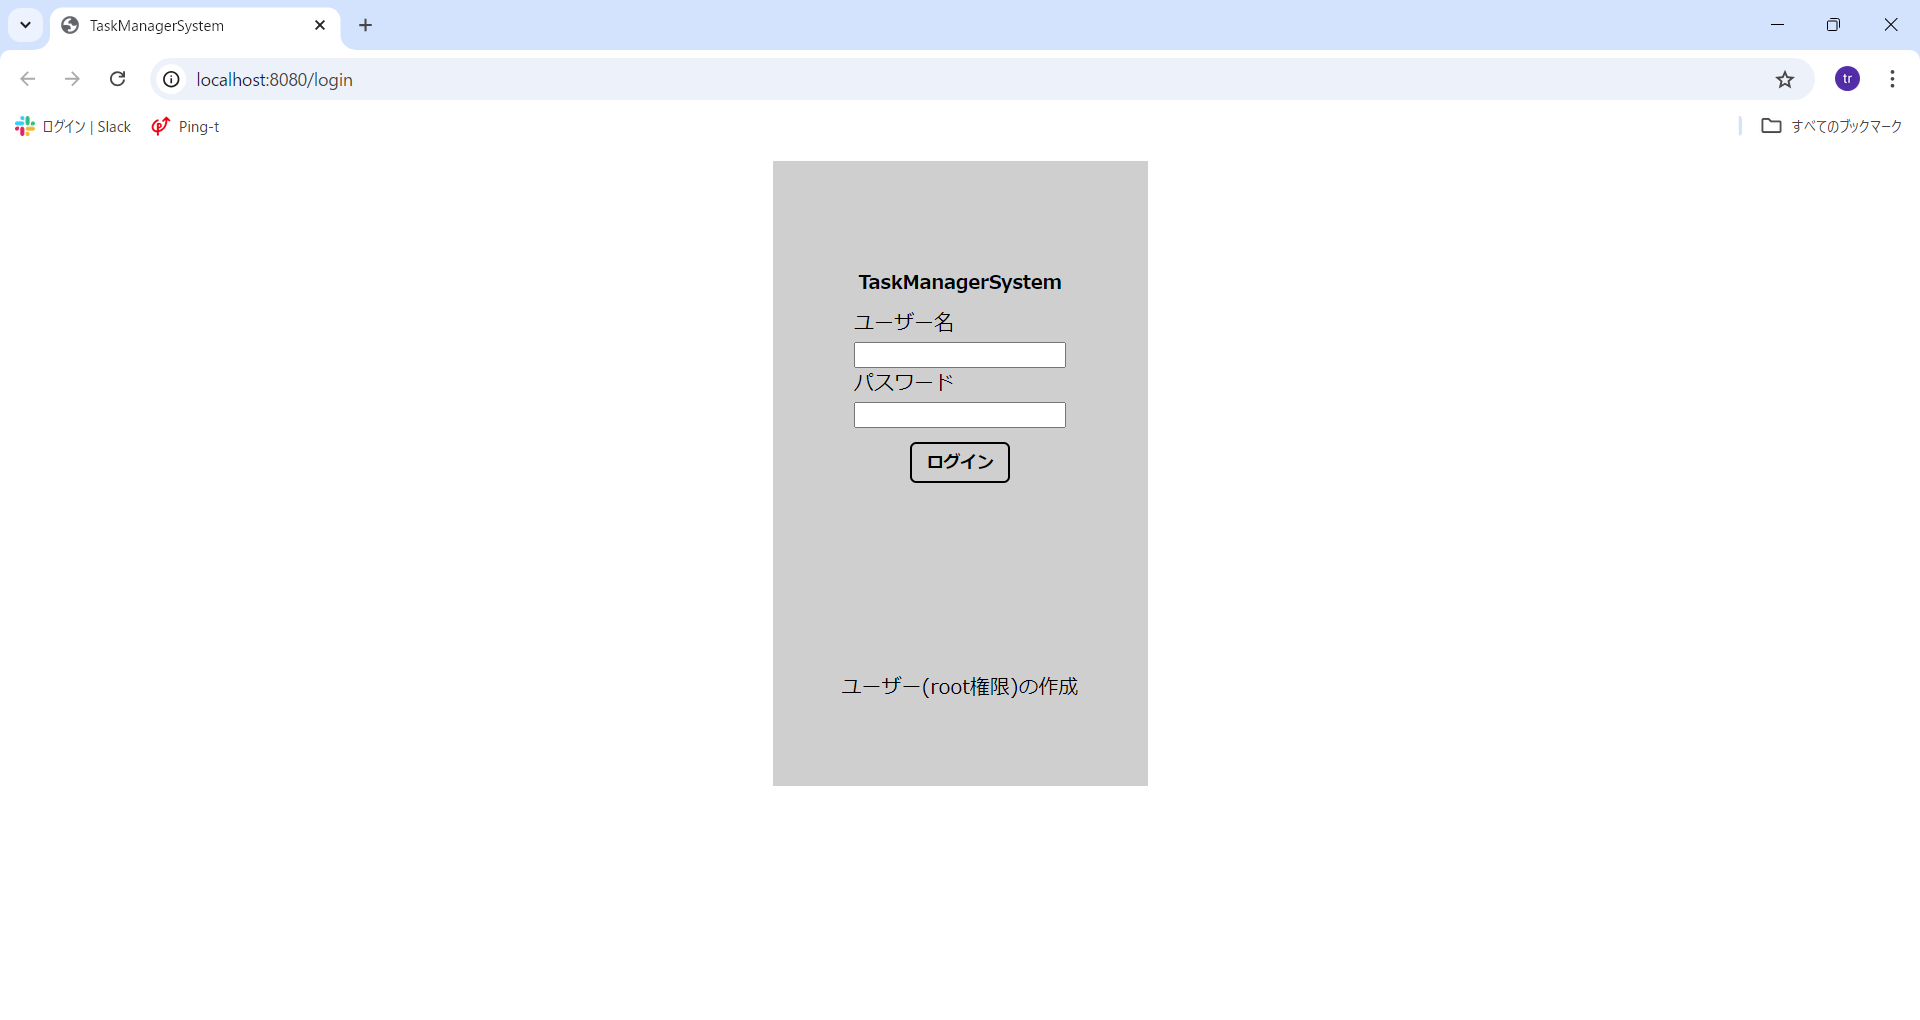 TaskManagerSystem
localhost:8080/login
tr
ログイン | Slack
Ping-t
すべてのブックマーク
TaskManagerSystem
ユーザー名
パスワード
ログイン
ユーザー(root権限)の作成